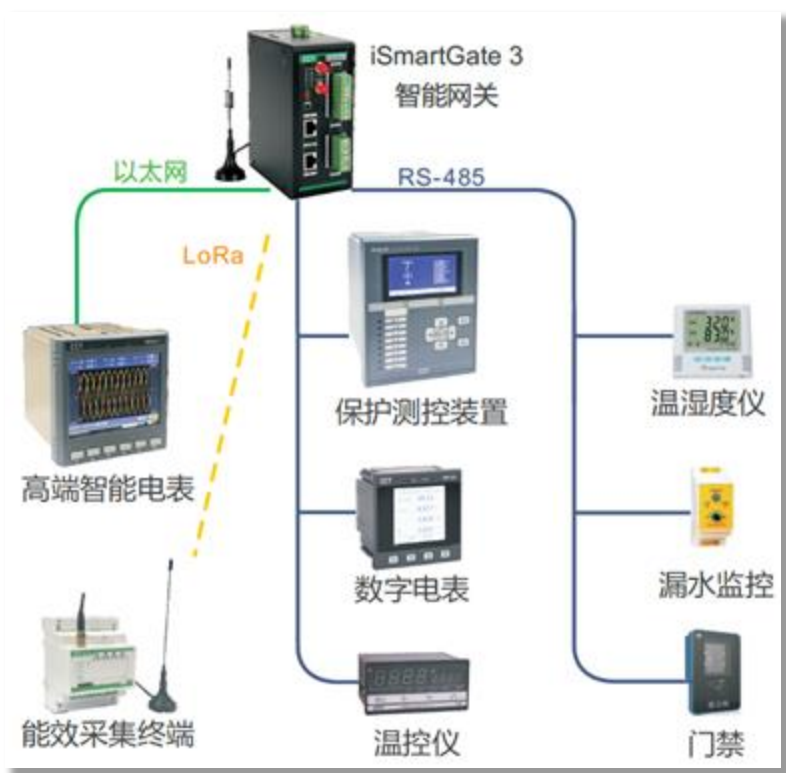 iSmartGate 3
智能网关
以太网
RS-485
LoRa
保护测控装置
温湿度仪
高端智能电表
数字电表
漏水监控
能效采集终端
温控仪
门禁